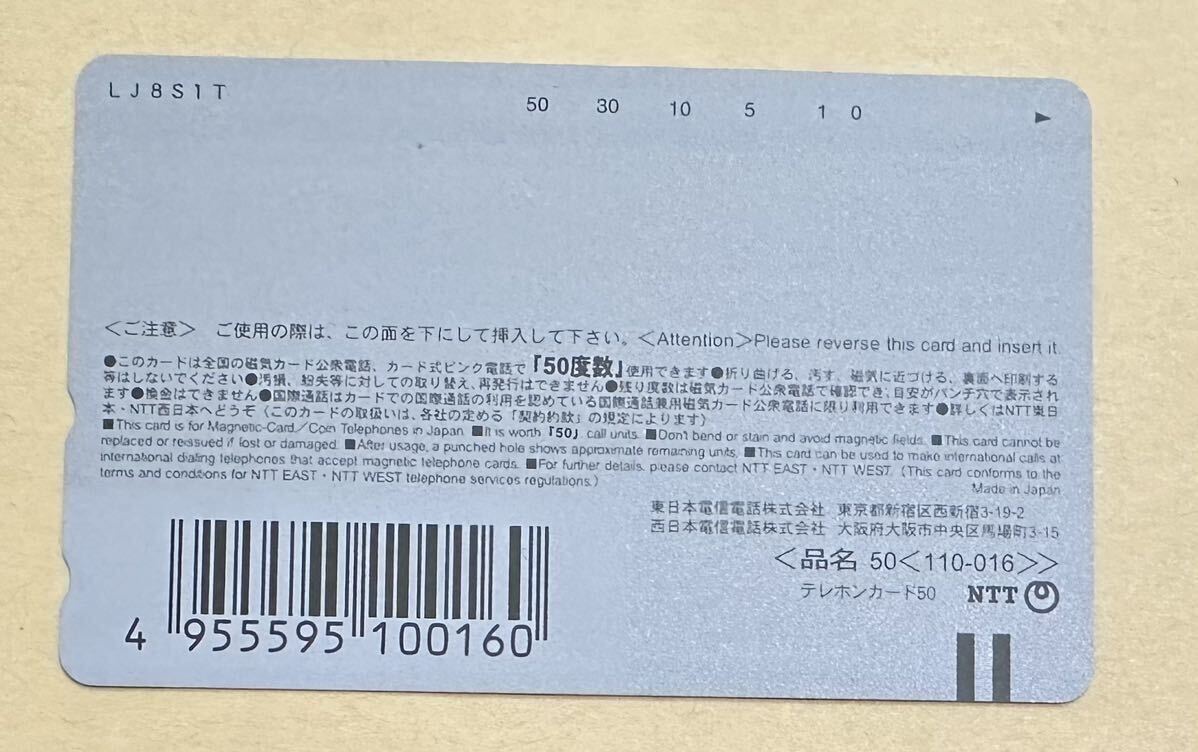 LJ8S1T
50 30 10 5 1 0
＜ご注意＞ ご使用の際は、この面を下にして挿入して下さい。＜Attention＞Please reverse this card and insert it.
●このカードは全国の磁気カード公衆電話、カード式ピンク電話で『50度数』使用できます●折り曲げる、汚す、磁気に近づける、裏面へ印刷する
等はしないでください●汚損、紛失等に対しての取り替え、再発行はできません●残り度数は磁気カード公衆電話で確認でき、目安がパンチ穴で表示され
ます●換金はできません●国際通話はカードでの国際通話の利用を認めている国際通話兼用磁気カード公衆電話に限り利用できます●詳しくはNTT東日
本・NTT西日本へどうぞ（このカードの取扱いは、各社の定める「契約約款」の規定によります）
■This card is for Magnetic-Card／Coin Telephones in Japan. ■It is worth『50』call units. ■Don't bend or stain and avoid magnetic fields. ■This card cannot be
replaced or reissued if lost or damaged. ■After usage, a punched hole shows approximate remaining units. ■This card can be used to make international calls at
international dialing telephones that accept magnetic telephone cards. ■For further details, please contact NTT EAST・NTT WEST. (This card conforms to the
terms and conditions for NTT EAST・NTT WEST telephone services regulations.)
Made in Japan
東日本電信電話株式会社 東京都新宿区西新宿3-19-2
西日本電信電話株式会社 大阪府大阪市中央区馬場町3-15
＜品名 50＜110-016＞＞
テレホンカード50 NTT
4 955595 100160